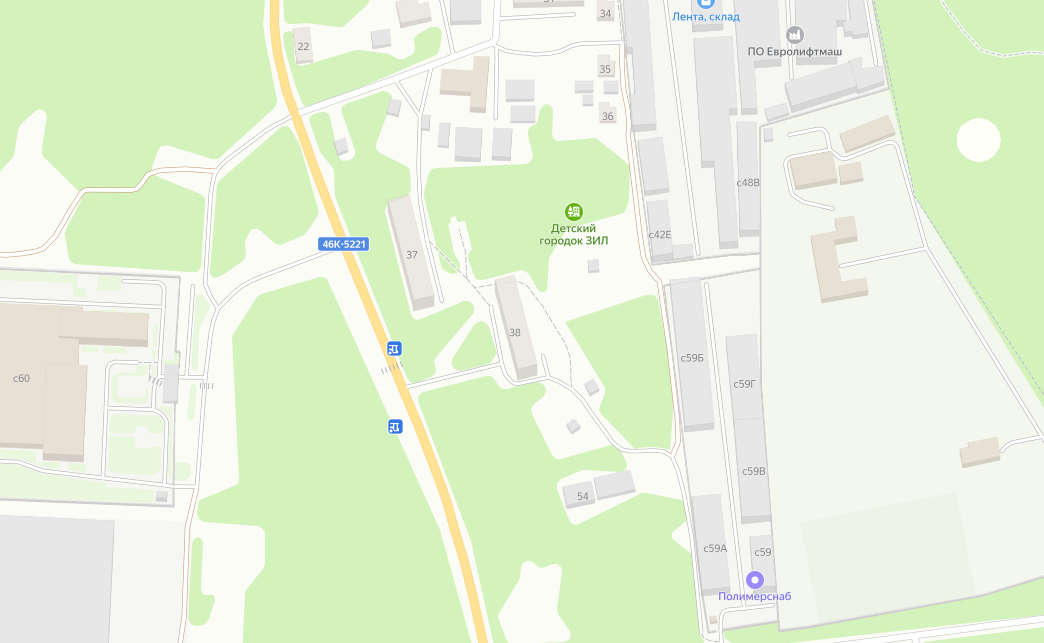 31
34
Лента, склад
22
ПО Евролифтмаш
35
36
с48В
Детский
городок ЗИЛ
с42Е
46К-5221
37
38
с59Б
с60
с59Г
с59В
54
с59А
с59
Полимерснаб